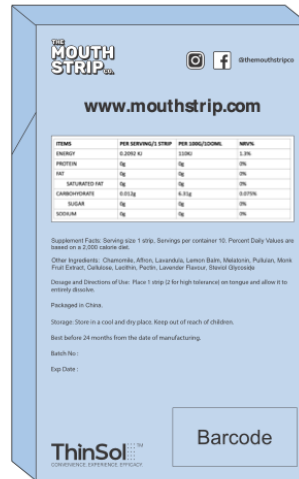 THE
MOUTH
STRIP CO.
@themouthstripco
www.mouthstrip.com
ITEMS PER SERVING/1 STRIP PER 100G/100ML NRV%
ENERGY 0.2092 KJ 110KJ 1.3%
PROTEIN 0g 0g 0%
FAT 0g 0g 0%
SATURATED FAT 0g 0g 0%
CARBOHYDRATE 0.012g 6.31g 0.075%
SUGAR 0g 0g 0%
SODIUM 0g 0g 0%
Supplement Facts: Serving size 1 strip, Servings per container 10. Percent Daily Values are
based on a 2,000 calorie diet.
Other Ingredients: Chamomile, Affron, Lavandula, Lemon Balm, Melatonin, Pullulan, Monk
Fruit Extract, Cellulose, Lecithin, Pectin, Lavender Flavour, Steviol Glycoside
Dosage and Directions of Use: Place 1 strip (2 for high tolerance) on tongue and allow it to
entirely dissolve.
Packaged in China.
Storage: Store in a cool and dry place. Keep out of reach of children.
Best before 24 months from the date of manufacturing.
Batch No :
Exp Date :
ThinSol TM
CONVENIENCE. EXPERIENCE. EFFICACY.
Barcode